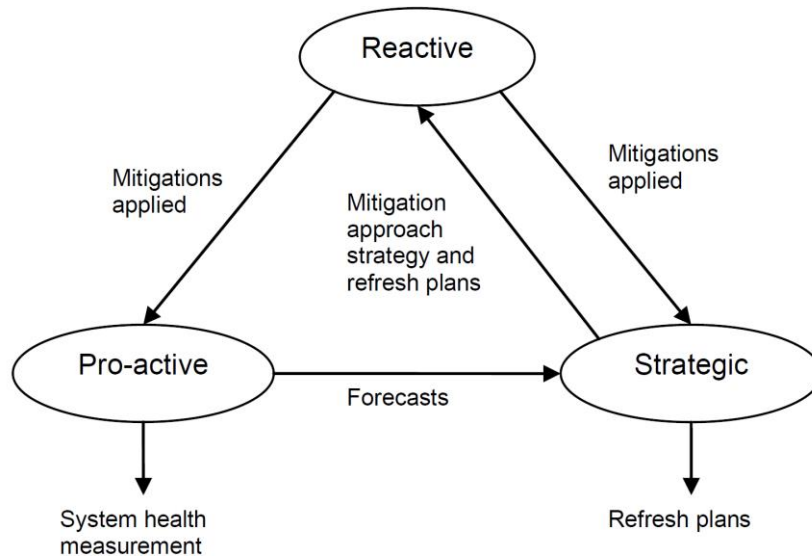 Reactive
Mitigations
applied
Mitigations
applied
Mitigation
approach
strategy and
refresh plans
Pro-active
Strategic
Forecasts
System health
measurement
Refresh plans